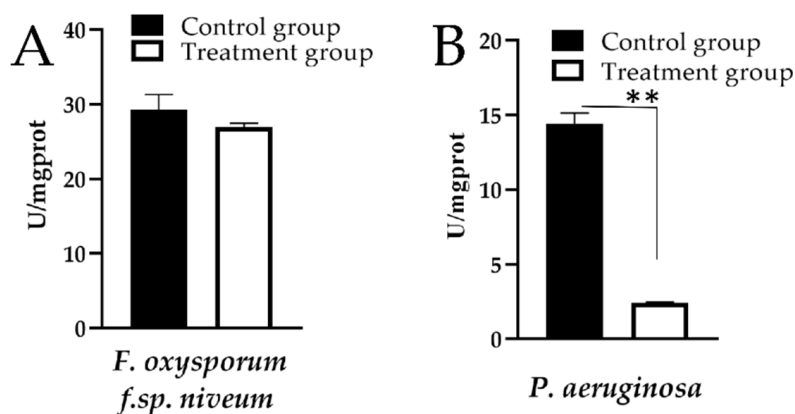 A
Control group
Treatment group
U/mgprot
40
30
20
10
0
F. oxysporum
f.sp. niveum
B
Control group
Treatment group
**
U/mgprot
20
15
10
5
0
P. aeruginosa